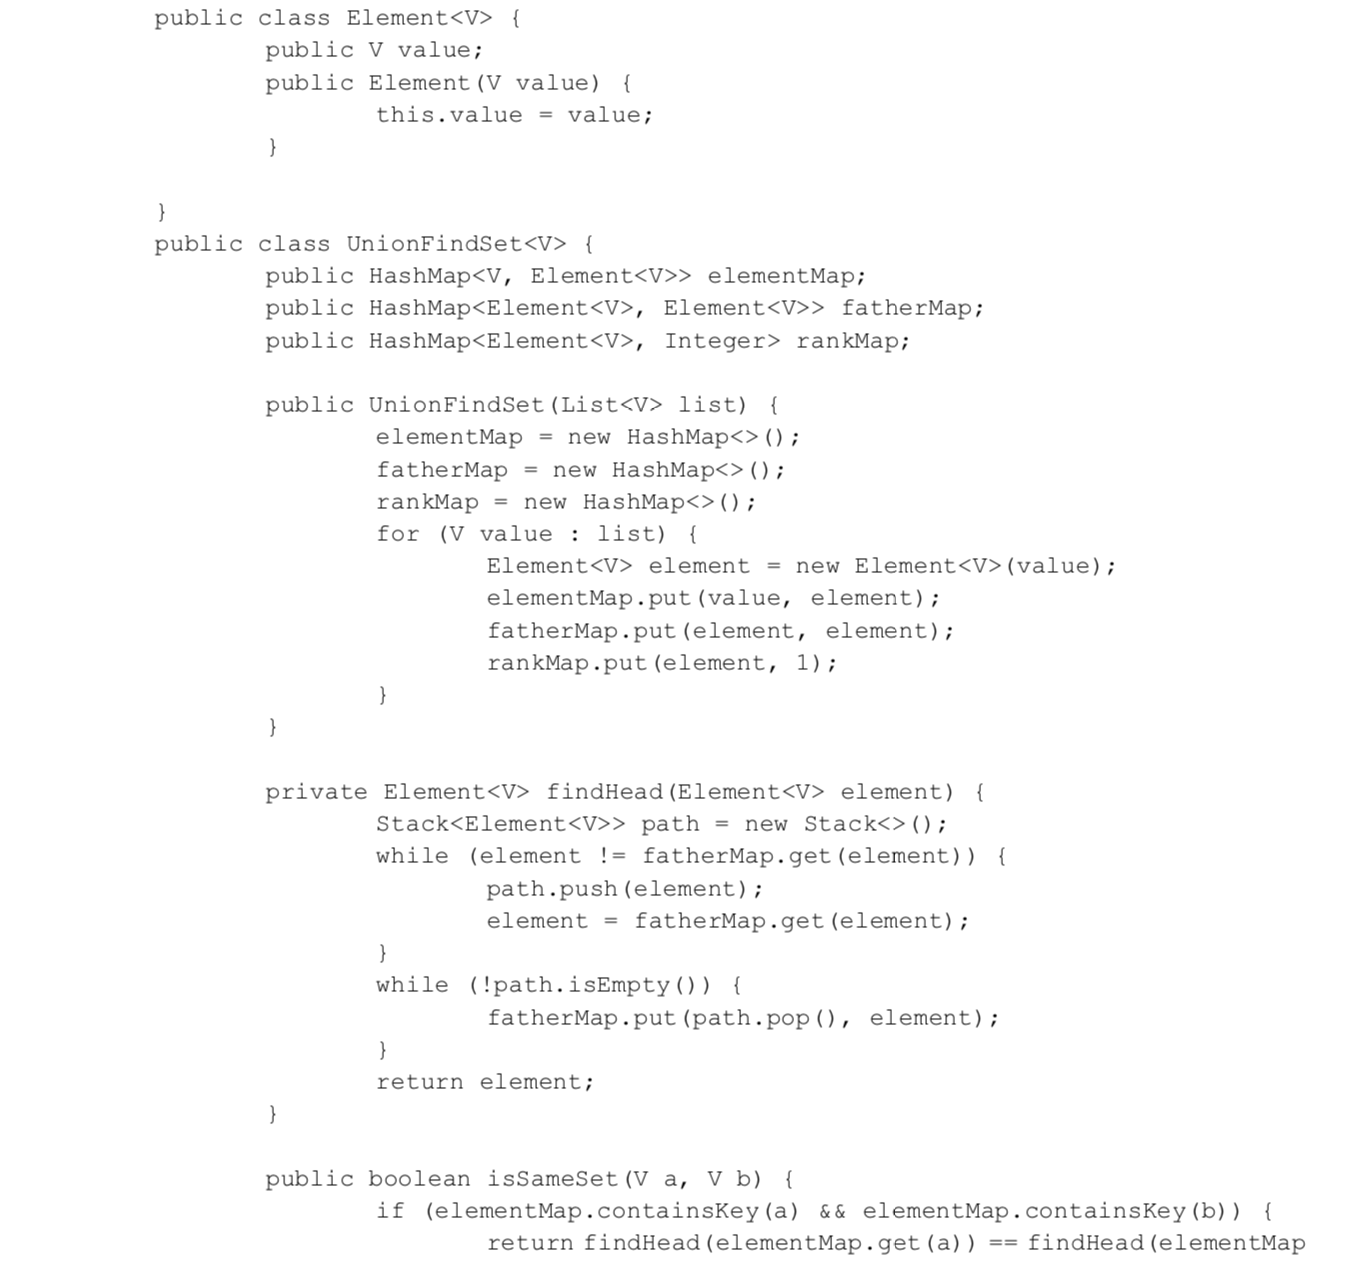 public class Element<V> {
public V value;
public Element(V value) {
this.value = value;
}
}
public class UnionFindSet<V> {
public HashMap<V, Element<V>> elementMap;
public HashMap<Element<V>, Element<V>> fatherMap;
public HashMap<Element<V>, Integer> rankMap;
public UnionFindSet(List<V> list) {
elementMap = new HashMap<>();
fatherMap = new HashMap<>();
rankMap = new HashMap<>();
for (V value : list) {
Element<V> element = new Element<V>(value);
elementMap.put(value, element);
fatherMap.put(element, element);
rankMap.put(element, 1);
}
}
private Element<V> findHead(Element<V> element) {
Stack<Element<V>> path = new Stack<>();
while (element != fatherMap.get(element)) {
path.push(element);
element = fatherMap.get(element);
}
while (!path.isEmpty()) {
fatherMap.put(path.pop(), element);
}
return element;
}
public boolean isSameSet(V a, V b) {
if (elementMap.containsKey(a) && elementMap.containsKey(b)) {
return findHead(elementMap.get(a)) == findHead(elementMap